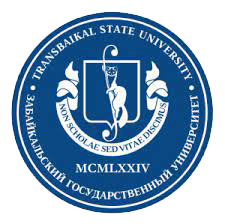 • TRANSBAIKAL STATE UNIVERSITY •
ЗАБАЙКАЛЬСКИЙ ГОСУДАРСТВЕННЫЙ УНИВЕРСИТЕТ
NON SCHOLAE SED VITAE DISCIMUS
MCMLXXIV